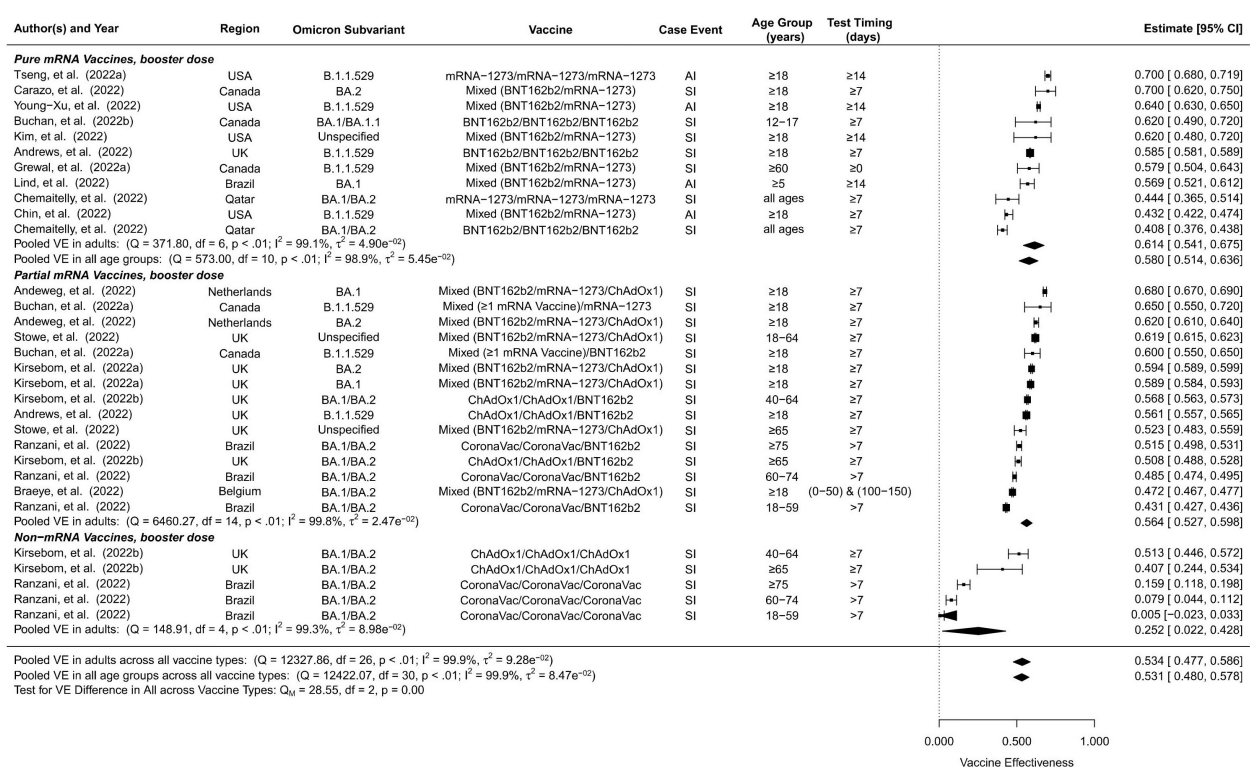 Author(s) and Year Region Omicron Subvariant Vaccine Case Event Age Group (years) Test Timing (days) Estimate [95% CI]
Pure mRNA Vaccines, booster dose
Tseng, et al. (2022a) USA B.1.1.529 mRNA−1273/mRNA−1273/mRNA−1273 AI ≥18 ≥14 0.700 [ 0.680, 0.719]
Carazo, et al. (2022) Canada BA.2 Mixed (BNT162b2/mRNA−1273) SI ≥18 ≥7 0.700 [ 0.620, 0.750]
Young−Xu, et al. (2022) USA B.1.1.529 Mixed (BNT162b2/mRNA−1273) AI ≥18 ≥14 0.640 [ 0.630, 0.650]
Buchan, et al. (2022b) Canada BA.1/BA.1.1 BNT162b2/BNT162b2/BNT162b2 SI 12−17 ≥7 0.620 [ 0.490, 0.720]
Kim, et al. (2022) USA Unspecified Mixed (BNT162b2/mRNA−1273) SI ≥18 ≥14 0.620 [ 0.480, 0.720]
Andrews, et al. (2022) UK B.1.1.529 BNT162b2/BNT162b2/BNT162b2 SI ≥18 ≥7 0.585 [ 0.581, 0.589]
Grewal, et al. (2022a) Canada B.1.1.529 Mixed (BNT162b2/mRNA−1273) SI ≥60 ≥0 0.579 [ 0.504, 0.643]
Lind, et al. (2022) Brazil BA.1 Mixed (BNT162b2/mRNA−1273) AI ≥5 ≥14 0.569 [ 0.521, 0.612]
Chemaitelly, et al. (2022) Qatar BA.1/BA.2 mRNA−1273/mRNA−1273/mRNA−1273 SI all ages ≥7 0.444 [ 0.365, 0.514]
Chin, et al. (2022) USA B.1.1.529 Mixed (BNT162b2/mRNA−1273) AI ≥18 ≥7 0.432 [ 0.422, 0.474]
Chemaitelly, et al. (2022) Qatar BA.1/BA.2 BNT162b2/BNT162b2/BNT162b2 SI all ages ≥7 0.408 [ 0.376, 0.438]
Pooled VE in adults: (Q = 371.80, df = 6, p < .01; I² = 99.1%, τ² = 4.90e⁻⁰²) 0.614 [ 0.541, 0.675]
Pooled VE in all age groups: (Q = 573.00, df = 10, p < .01; I² = 98.9%, τ² = 5.45e⁻⁰²) 0.580 [ 0.514, 0.636]
Partial mRNA Vaccines, booster dose
Andeweg, et al. (2022) Netherlands BA.1 Mixed (BNT162b2/mRNA−1273/ChAdOx1) SI ≥18 ≥7 0.680 [ 0.670, 0.690]
Buchan, et al. (2022a) Canada B.1.1.529 Mixed (≥1 mRNA Vaccine)/mRNA−1273 SI ≥18 ≥7 0.650 [ 0.550, 0.720]
Andeweg, et al. (2022) Netherlands BA.2 Mixed (BNT162b2/mRNA−1273/ChAdOx1) SI ≥18 ≥7 0.620 [ 0.610, 0.640]
Stowe, et al. (2022) UK Unspecified Mixed (BNT162b2/mRNA−1273/ChAdOx1) SI 18−64 ≥7 0.619 [ 0.615, 0.623]
Buchan, et al. (2022a) Canada B.1.1.529 Mixed (≥1 mRNA Vaccine)/BNT162b2 SI ≥18 ≥7 0.600 [ 0.550, 0.650]
Kirsebom, et al. (2022a) UK BA.2 Mixed (BNT162b2/mRNA−1273/ChAdOx1) SI ≥18 ≥7 0.594 [ 0.589, 0.599]
Kirsebom, et al. (2022a) UK BA.1 Mixed (BNT162b2/mRNA−1273/ChAdOx1) SI ≥18 ≥7 0.589 [ 0.584, 0.593]
Kirsebom, et al. (2022b) UK BA.1/BA.2 ChAdOx1/ChAdOx1/BNT162b2 SI 40−64 ≥7 0.568 [ 0.563, 0.573]
Andrews, et al. (2022) UK B.1.1.529 ChAdOx1/ChAdOx1/BNT162b2 SI ≥18 ≥7 0.561 [ 0.557, 0.565]
Stowe, et al. (2022) UK Unspecified Mixed (BNT162b2/mRNA−1273/ChAdOx1) SI ≥65 ≥7 0.523 [ 0.483, 0.559]
Ranzani, et al. (2022) Brazil BA.1/BA.2 CoronaVac/CoronaVac/BNT162b2 SI ≥75 >7 0.515 [ 0.498, 0.531]
Kirsebom, et al. (2022b) UK BA.1/BA.2 ChAdOx1/ChAdOx1/BNT162b2 SI ≥65 ≥7 0.508 [ 0.488, 0.528]
Ranzani, et al. (2022) Brazil BA.1/BA.2 CoronaVac/CoronaVac/BNT162b2 SI 60−74 >7 0.485 [ 0.474, 0.495]
Braeye, et al. (2022) Belgium BA.1/BA.2 Mixed (BNT162b2/mRNA−1273/ChAdOx1) SI ≥18 (0−50) & (100−150) 0.472 [ 0.467, 0.477]
Ranzani, et al. (2022) Brazil BA.1/BA.2 CoronaVac/CoronaVac/BNT162b2 SI 18−59 >7 0.431 [ 0.427, 0.436]
Pooled VE in adults: (Q = 6460.27, df = 14, p < .01; I² = 99.8%, τ² = 2.47e⁻⁰²) 0.564 [ 0.527, 0.598]
Non−mRNA Vaccines, booster dose
Kirsebom, et al. (2022b) UK BA.1/BA.2 ChAdOx1/ChAdOx1/ChAdOx1 SI 40−64 ≥7 0.513 [ 0.446, 0.572]
Kirsebom, et al. (2022b) UK BA.1/BA.2 ChAdOx1/ChAdOx1/ChAdOx1 SI ≥65 ≥7 0.407 [ 0.244, 0.534]
Ranzani, et al. (2022) Brazil BA.1/BA.2 CoronaVac/CoronaVac/CoronaVac SI ≥75 >7 0.159 [ 0.118, 0.198]
Ranzani, et al. (2022) Brazil BA.1/BA.2 CoronaVac/CoronaVac/CoronaVac SI 60−74 >7 0.079 [ 0.044, 0.112]
Ranzani, et al. (2022) Brazil BA.1/BA.2 CoronaVac/CoronaVac/CoronaVac SI 18−59 >7 0.005 [−0.023, 0.033]
Pooled VE in adults: (Q = 148.91, df = 4, p < .01; I² = 99.3%, τ² = 8.98e⁻⁰²) 0.252 [ 0.022, 0.428]
Pooled VE in adults across all vaccine types: (Q = 12327.86, df = 26, p < .01; I² = 99.9%, τ² = 9.28e⁻⁰²) 0.534 [ 0.477, 0.586]
Pooled VE in all age groups across all vaccine types: (Q = 12422.07, df = 30, p < .01; I² = 99.9%, τ² = 8.47e⁻⁰²) 0.531 [ 0.480, 0.578]
Test for VE Difference in All across Vaccine Types: Q_M = 28.55, df = 2, p = 0.00
0.000 0.500 1.000
Vaccine Effectiveness